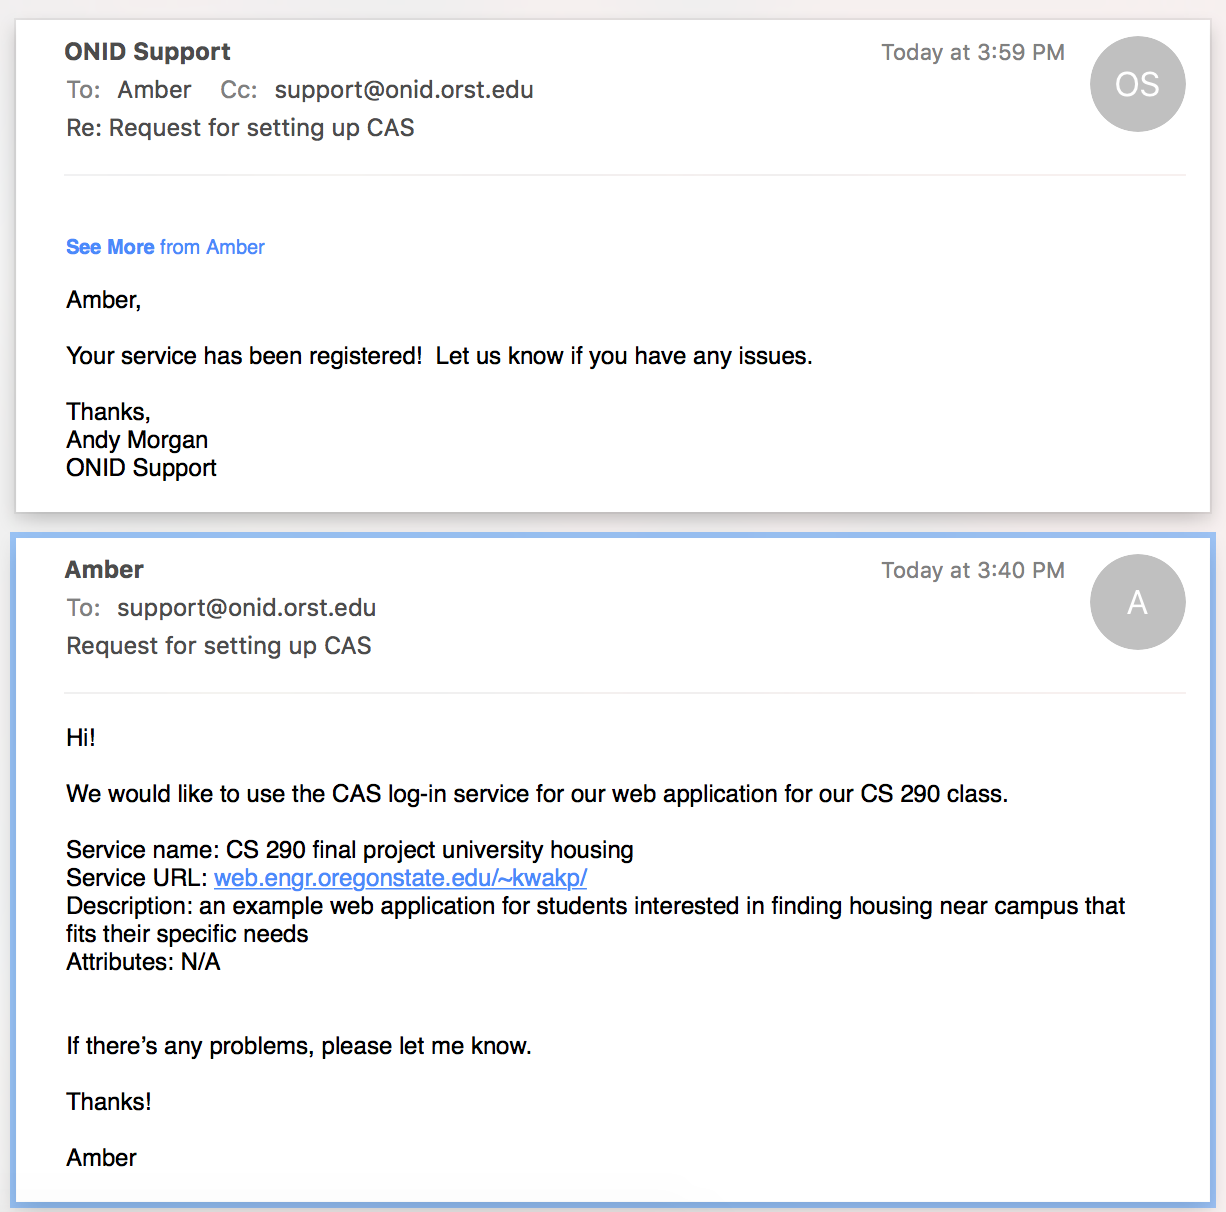 ONID Support
Today at 3:59 PM
OS
To: Amber Cc: support@onid.orst.edu
Re: Request for setting up CAS
See More from Amber
Amber,
Your service has been registered!  Let us know if you have any issues.
Thanks,
Andy Morgan
ONID Support
Amber
Today at 3:40 PM
A
To: support@onid.orst.edu
Request for setting up CAS
Hi!
We would like to use the CAS log-in service for our web application for our CS 290 class.
Service name: CS 290 final project university housing
Service URL: web.engr.oregonstate.edu/~kwakp/
Description: an example web application for students interested in finding housing near campus that
fits their specific needs
Attributes: N/A
If there’s any problems, please let me know.
Thanks!
Amber